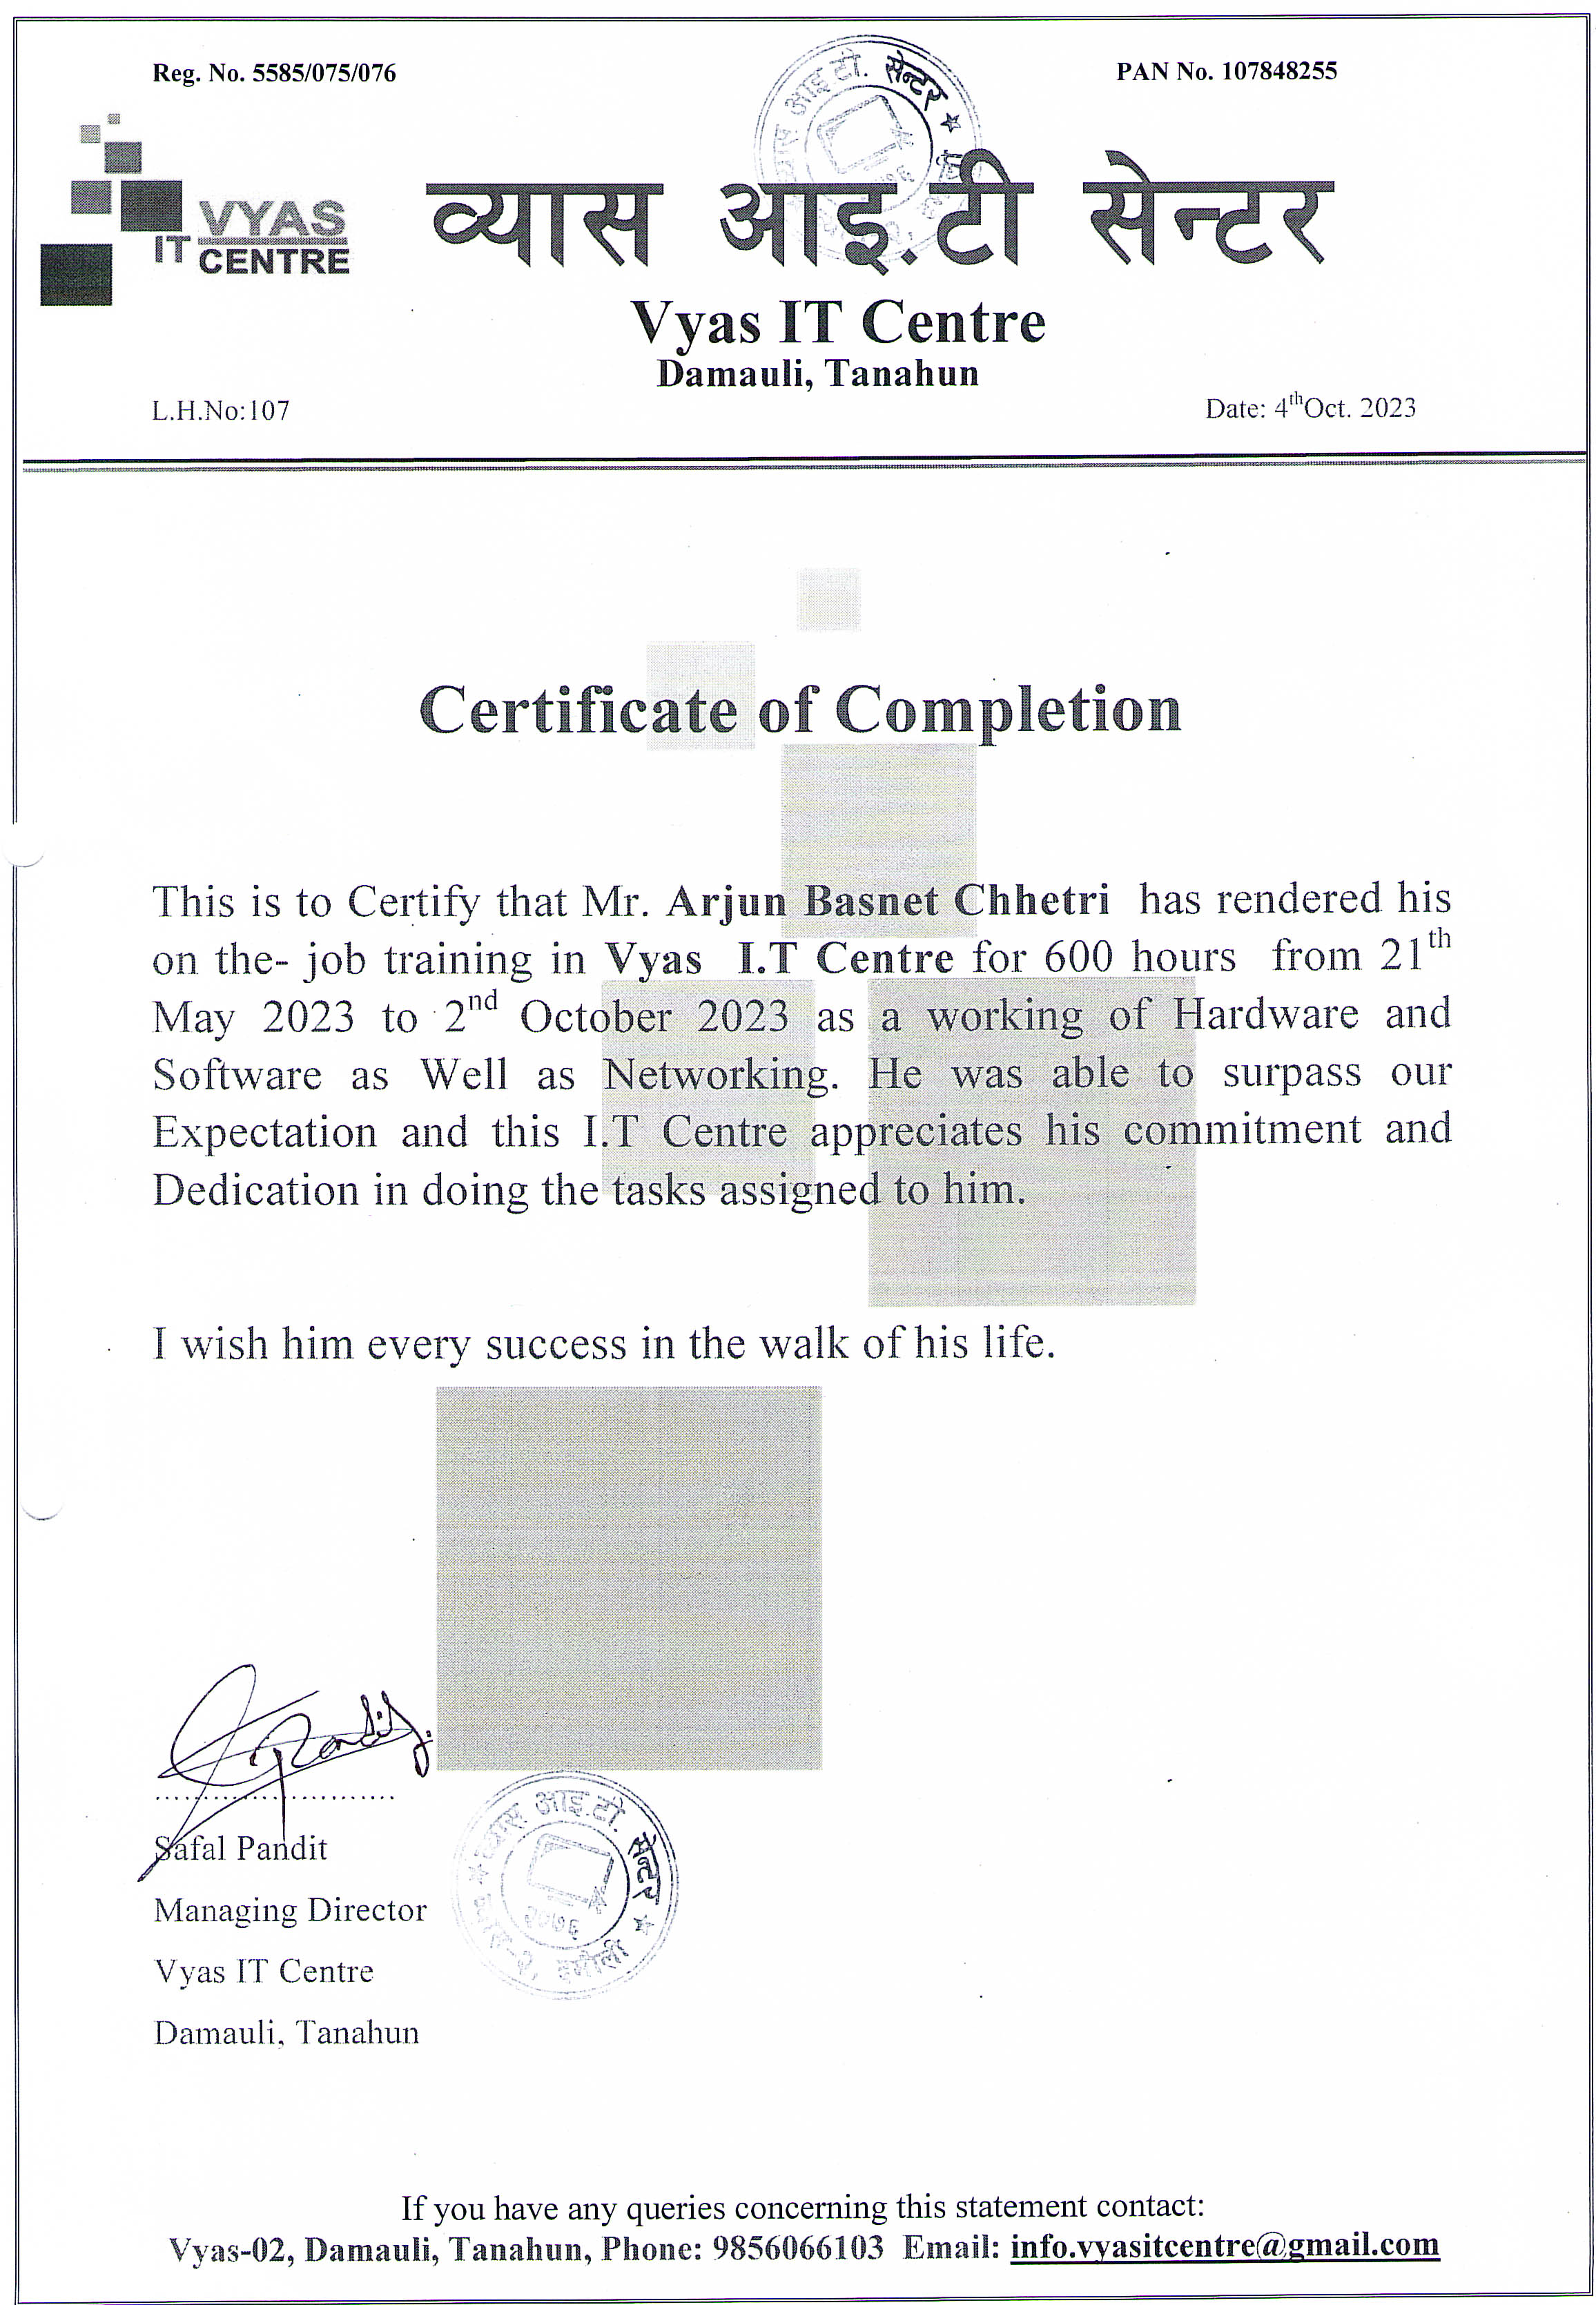 Reg. No. 5585/075/076
PAN No. 107848255
VYAS
IT CENTRE
व्यास आइ.टी सेन्टर
Vyas IT Centre
Damauli, Tanahun
L.H.No:107
Date: 4th Oct. 2023
Certificate of Completion
This is to Certify that Mr. Arjun Basnet Chhetri has rendered his
on the- job training in Vyas I.T Centre for 600 hours from 21th
May 2023 to 2nd October 2023 as a working of Hardware and
Software as Well as Networking. He was able to surpass our
Expectation and this I.T Centre appreciates his commitment and
Dedication in doing the tasks assigned to him.
I wish him every success in the walk of his life.
Safal Pandit
Managing Director
Vyas IT Centre
Damauli, Tanahun
व्यास आइ.टी. सेन्टर
२०७६
If you have any queries concerning this statement contact:
Vyas-02, Damauli, Tanahun, Phone: 9856066103 Email: info.vyasitcentre@gmail.com